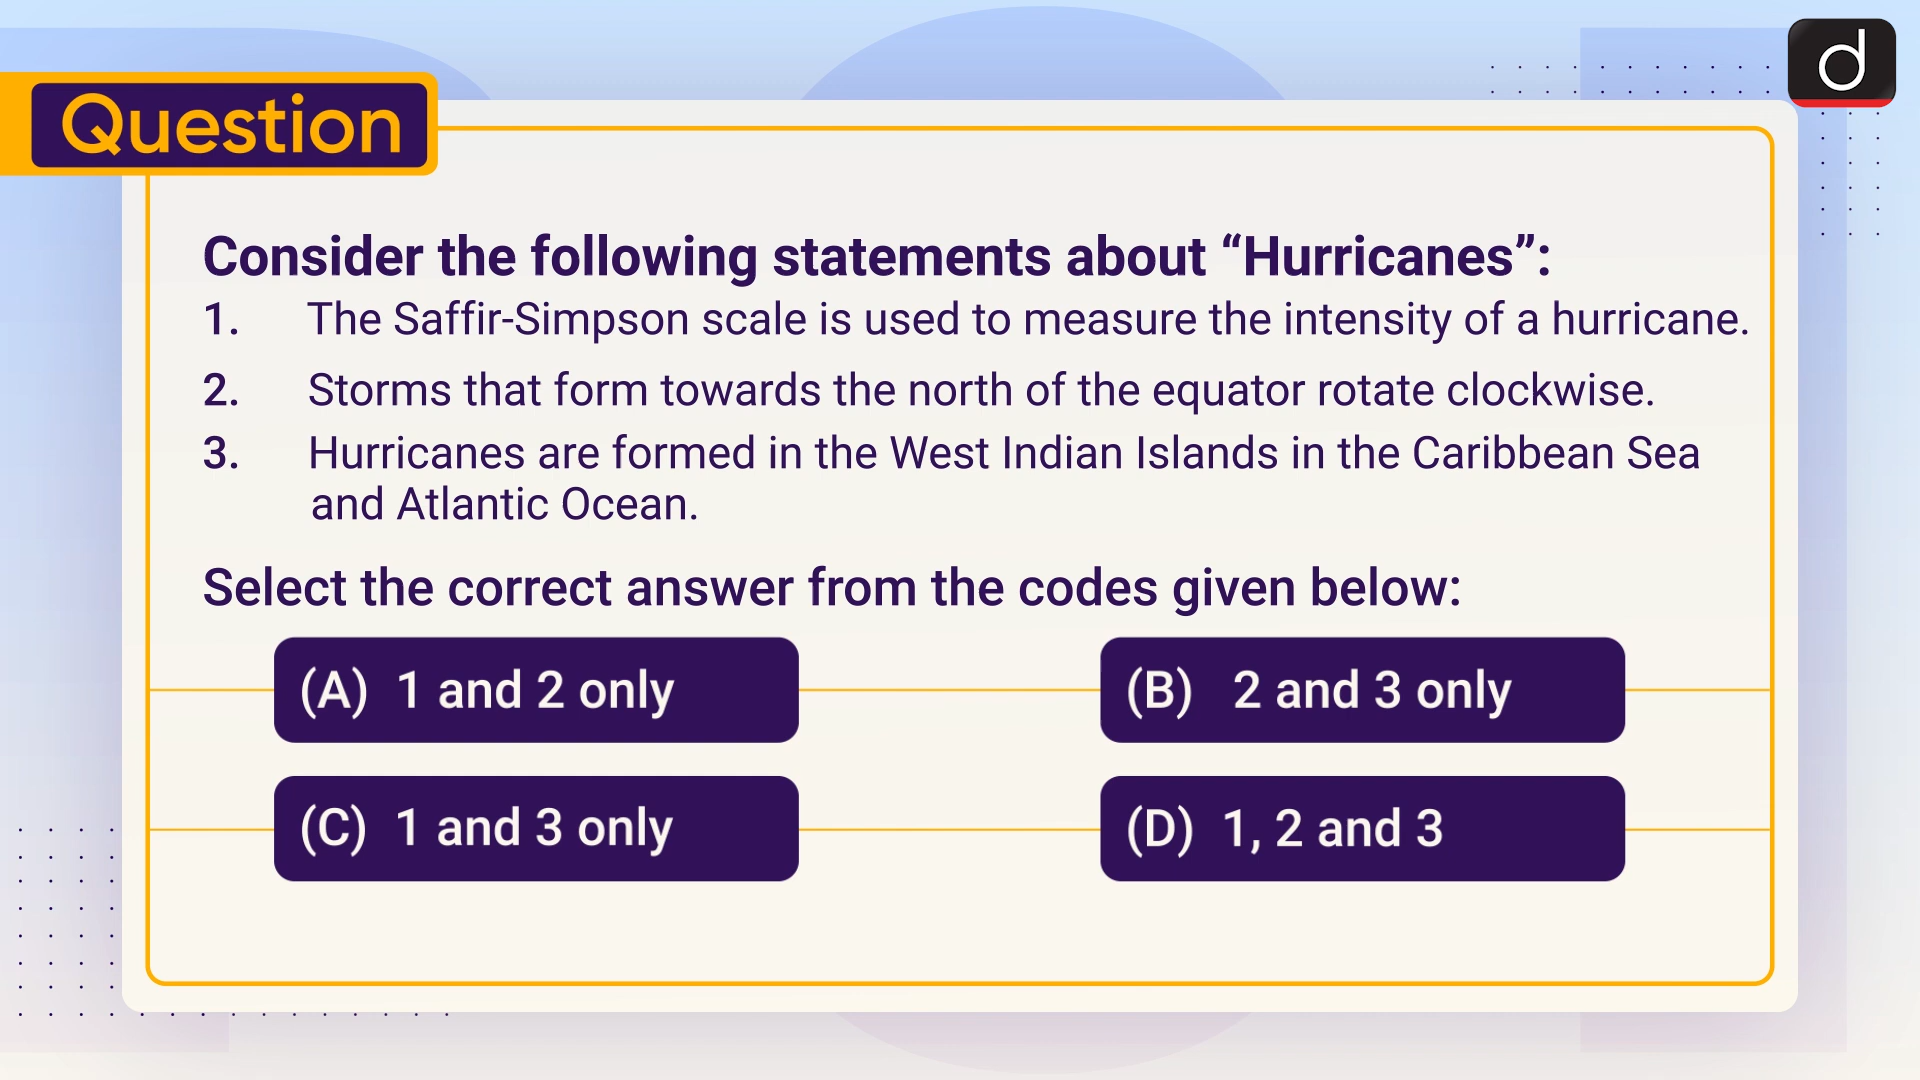 Question
Consider the following statements about “Hurricanes”:
1. The Saffir-Simpson scale is used to measure the intensity of a hurricane.
2. Storms that form towards the north of the equator rotate clockwise.
3. Hurricanes are formed in the West Indian Islands in the Caribbean Sea
and Atlantic Ocean.
Select the correct answer from the codes given below:
(A) 1 and 2 only
(B) 2 and 3 only
(C) 1 and 3 only
(D) 1, 2 and 3
d